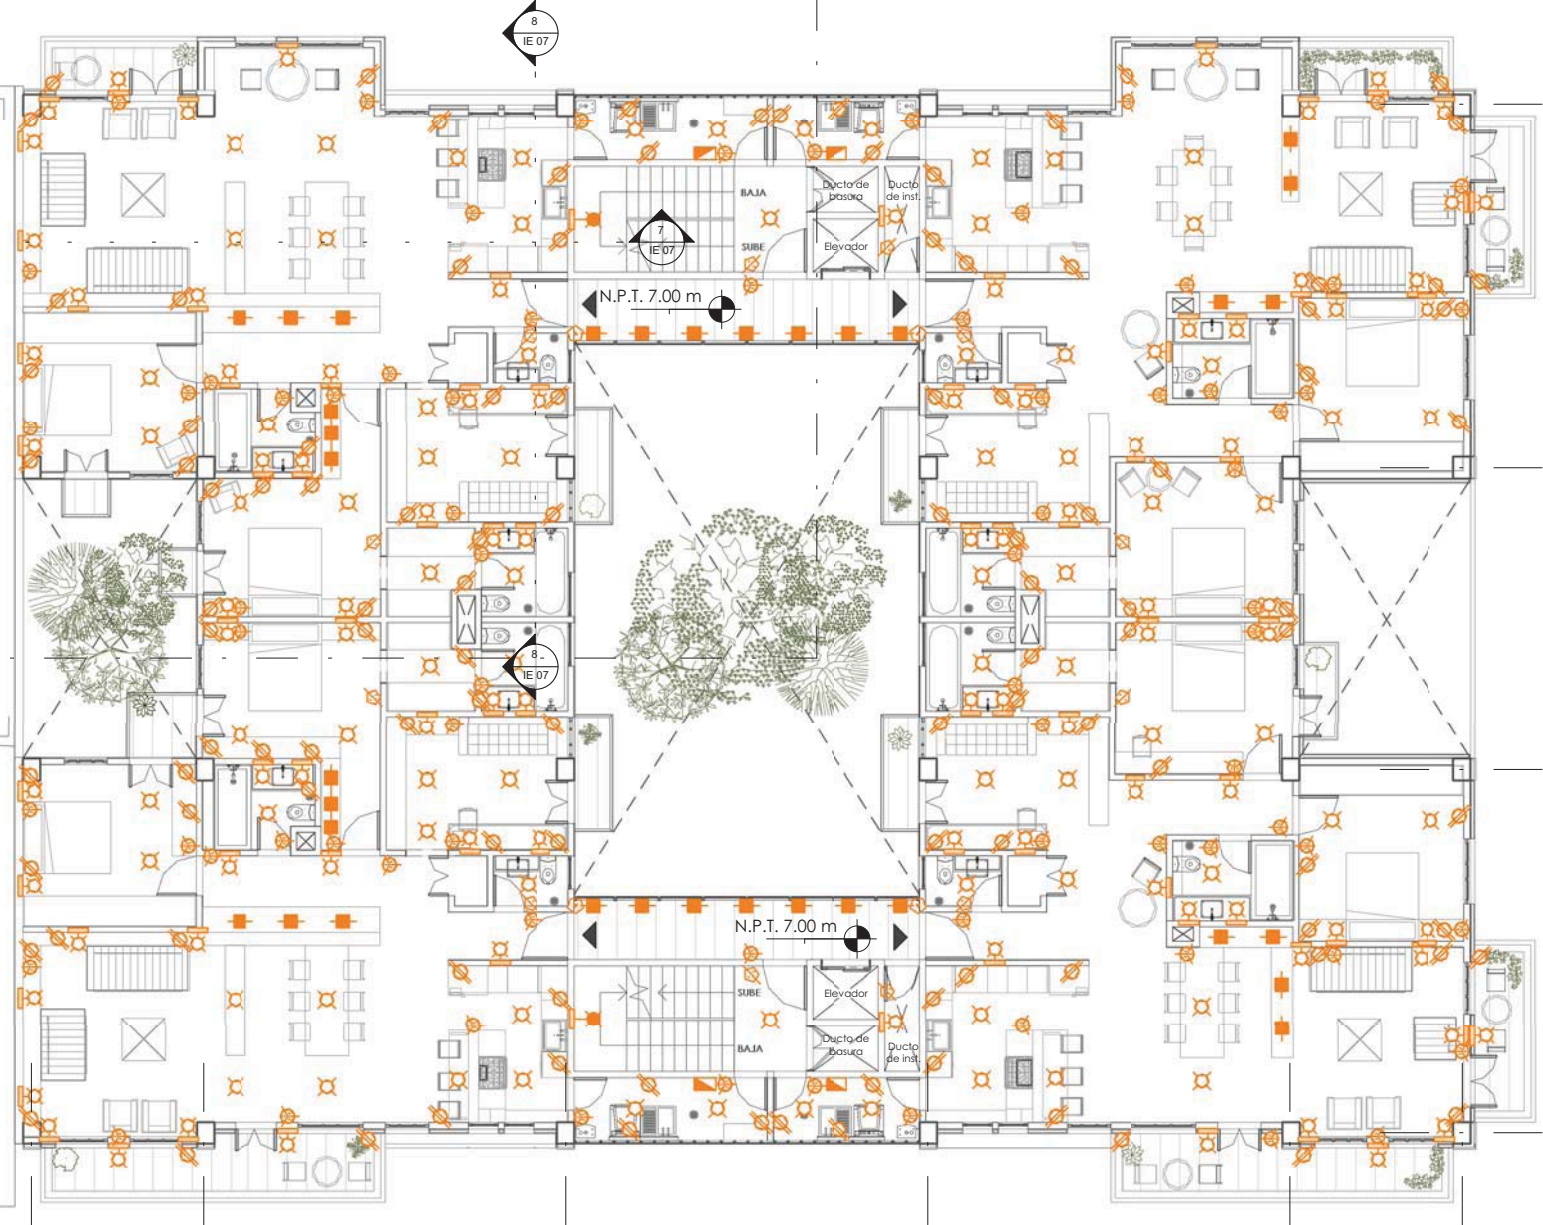 8
IE 07
BAJA
Ducto de
basura
Ducto
de inst.
7
IE 07
SUBE
Elevador
N.P.T. 7.00 m
8
IE 07
N.P.T. 7.00 m
SUBE
Elevador
BAJA
Ducto de
Basura
Ducto
de inst.